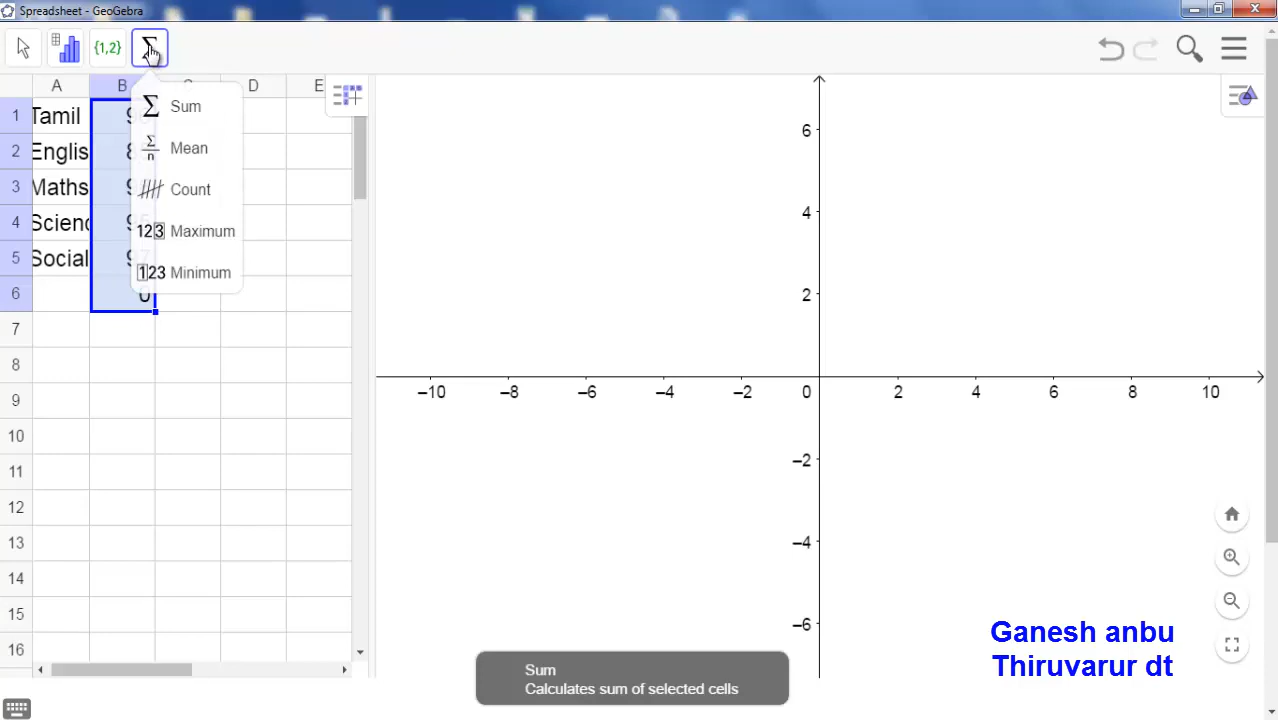 Spreadsheet - GeoGebra
{1,2}
A B D E
1 Tamil
2 Englis
3 Maths
4 Scienc
5 Social 97
6 0
7
8
9
10
11
12
13
14
15
16
Sum
Mean
Count
123 Maximum
123 Minimum
6
4
2
–10 –8 –6 –4 –2 0 2 4 6 8 10
–2
–4
–6
Ganesh anbu
Thiruvarur dt
Sum
Calculates sum of selected cells